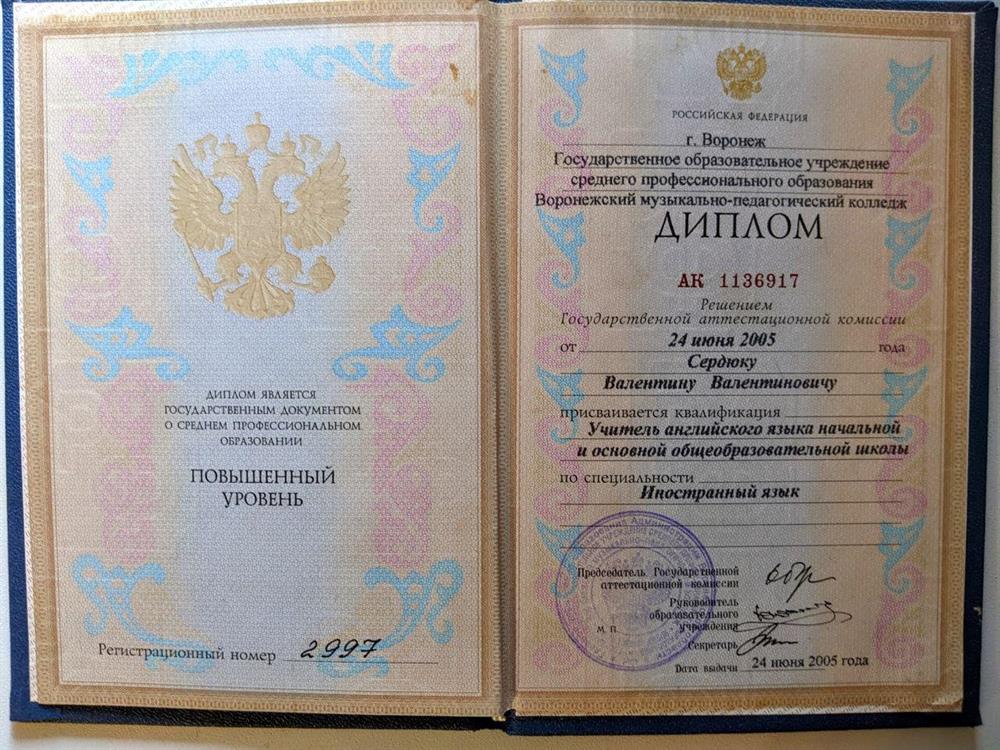 ДИПЛОМ ЯВЛЯЕТСЯ
ГОСУДАРСТВЕННЫМ ДОКУМЕНТОМ
О СРЕДНЕМ ПРОФЕССИОНАЛЬНОМ
ОБРАЗОВАНИИ
ПОВЫШЕННЫЙ
УРОВЕНЬ
Регистрационный номер 2997
РОССИЙСКАЯ ФЕДЕРАЦИЯ
г. Воронеж
Государственное образовательное учреждение
среднего профессионального образования
Воронежский музыкально-педагогический колледж
ДИПЛОМ
АК 1136917
Решением
Государственной аттестационной комиссии
от 24 июня 2005 года
Сердюку
Валентину Валентиновичу
присваивается квалификация
Учитель английского языка начальной
и основной общеобразовательной школы
по специальности
Иностранный язык
Председатель Государственной
аттестационной комиссии
Руководитель
образовательного
учреждения
М. П.
Секретарь
Дата выдачи 24 июня 2005 года